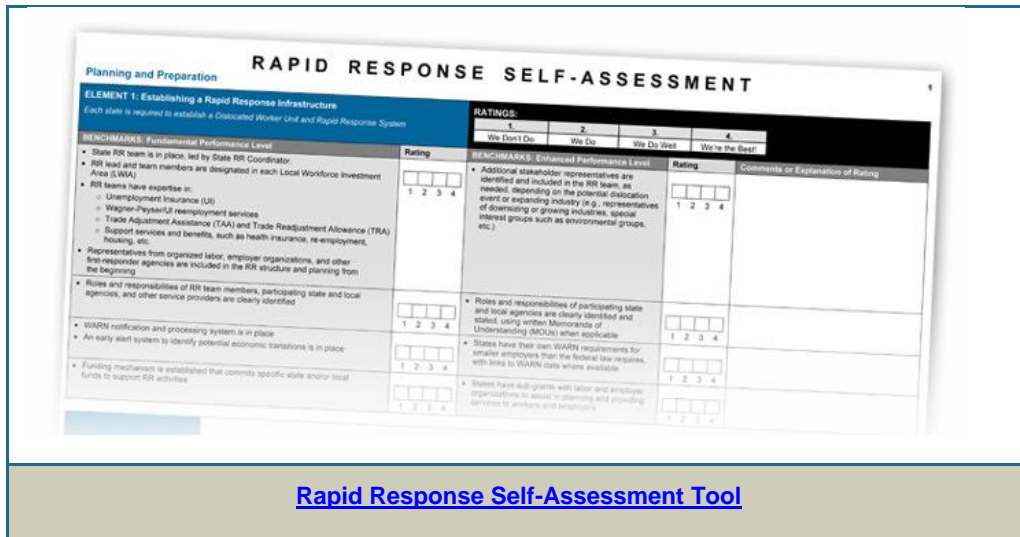 RAPID RESPONSE SELF-ASSESSMENT
1
Planning and Preparation
ELEMENT 1: Establishing a Rapid Response Infrastructure
Each state is required to establish a Dislocated Worker Unit and Rapid Response System
RATINGS:
1. 2. 3. 4.
We Don't Do We Do We Do Well We're the Best!
BENCHMARKS: Fundamental Performance Level
Rating
• State RR team is in place, led by State RR Coordinator
• RR lead and team members are designated in each Local Workforce Investment
Area (LWIA)
• RR teams have expertise in:
○ Unemployment Insurance (UI)
○ Wagner-Peyser/UI reemployment services
○ Trade Adjustment Assistance (TAA) and Trade Readjustment Allowance (TRA)
○ Support services and benefits, such as health insurance, re-employment,
housing, etc.
• Representatives from organized labor, employer organizations, and other
first-responder agencies are included in the RR structure and planning from
the beginning
1 2 3 4
BENCHMARKS: Enhanced Performance Level
Rating
Comments or Explanation of Rating
• Additional stakeholder representatives are
identified and included in the RR team, as
needed, depending on the potential dislocation
event or expanding industry (e.g., representatives
of downsizing or growing industries, special
interest groups such as environmental groups,
etc.)
1 2 3 4
• Roles and responsibilities of RR team members, participating state and local
agencies, and other service providers are clearly identified
1 2 3 4
• Roles and responsibilities of participating state
and local agencies are clearly identified and
stated, using written Memoranda of
Understanding (MOUs) when applicable
1 2 3 4
• WARN notification and processing system is in place
• An early alert system to identify potential economic transitions is in place
1 2 3 4
• States have their own WARN requirements for
smaller employers than the federal law requires,
with links to WARN data where available
1 2 3 4
• Funding mechanism is established that commits specific state and/or local
funds to support RR activities
1 2 3 4
• States have sub-grants with labor and employer
organizations to assist in planning and providing
services to workers and employers
1 2 3 4
Rapid Response Self-Assessment Tool